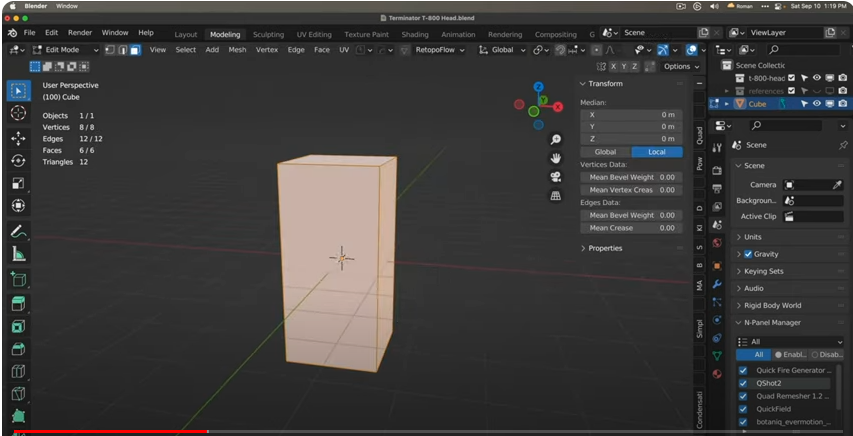 Blender Window
Roman
Sat Sep 10 1:19 PM
Terminator T-800 Head.blend
File Edit Render Window Help
Layout Modeling Sculpting UV Editing Texture Paint Shading Animation Rendering Compositing
Scene
ViewLayer
Edit Mode
View Select Add Mesh Vertex Edge Face UV
RetopoFlow
Global
X Y Z
Options
User Perspective
(100) Cube
Objects 1 / 1
Vertices 8 / 8
Edges 12 / 12
Faces 6 / 6
Triangles 12
Z
Y
X
Transform
Median:
X 0 m
Y 0 m
Z 0 m
Global Local
Vertices Data:
Mean Bevel Weight 0.00
Mean Vertex Creas 0.00
Edges Data:
Mean Bevel Weight 0.00
Mean Crease 0.00
Properties
Quad
Pow
D
KI
S
B
MA
Simpl
Condensati
Scene Collectic
t-800-head
references
Cube
Scene
Scene
Camera
Backgroun...
Active Clip
Units
Gravity
Keying Sets
Audio
Rigid Body World
N-Panel Manager
All
All Enabl... Disab...
Quick Fire Generator ...
QShot2
Quad Remesher 1.2 ...
QuickField
botaniq_evermotion_...